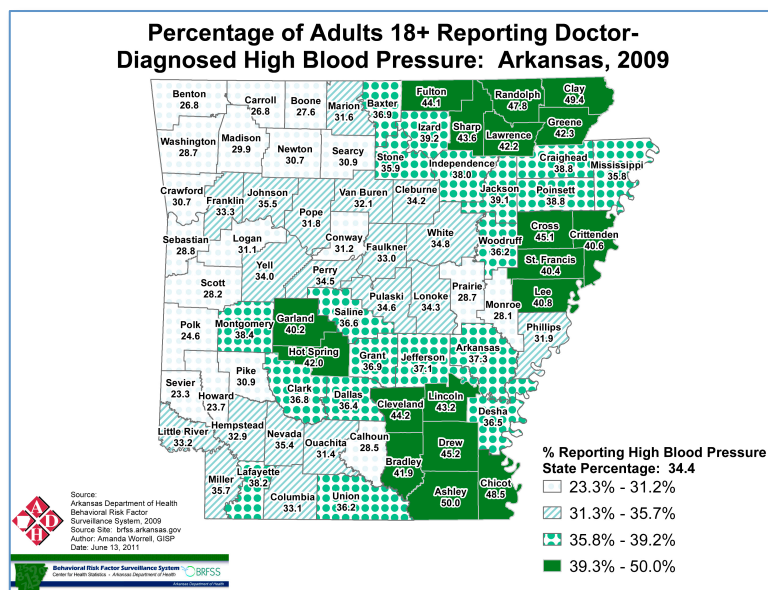 Percentage of Adults 18+ Reporting Doctor-
Diagnosed High Blood Pressure: Arkansas, 2009
Benton
26.8
Carroll
26.8
Boone
27.6
Marion
31.6
Baxter
36.9
Fulton
44.1
Randolph
47.8
Clay
49.4
Izard
39.2
Sharp
43.6
Lawrence
42.2
Greene
42.3
Washington
28.7
Madison
29.9
Newton
30.7
Searcy
30.9
Stone
35.9
Independence
38.0
Craighead
38.8
Mississippi
35.8
Crawford
30.7
Franklin
33.3
Johnson
35.5
Pope
31.8
Van Buren
32.1
Cleburne
34.2
Jackson
39.1
Poinsett
38.8
Sebastian
28.8
Logan
31.1
Conway
31.2
Faulkner
33.0
White
34.8
Woodruff
36.2
Cross
45.1
Crittenden
40.6
St. Francis
40.4
Scott
28.2
Yell
34.0
Perry
34.5
Pulaski
34.6
Lonoke
34.3
Prairie
28.7
Monroe
28.1
Lee
40.8
Phillips
31.9
Polk
24.6
Montgomery
38.4
Garland
40.2
Saline
36.6
Hot Spring
42.0
Grant
36.9
Jefferson
37.1
Arkansas
37.3
Sevier
23.3
Howard
23.7
Pike
30.9
Clark
36.8
Dallas
36.4
Cleveland
44.2
Lincoln
43.2
Desha
36.5
Little River
33.2
Hempstead
32.9
Nevada
35.4
Ouachita
31.4
Calhoun
28.5
Bradley
41.9
Drew
45.2
Miller
35.7
Lafayette
38.2
Columbia
33.1
Union
36.2
Ashley
50.0
Chicot
48.5
% Reporting High Blood Pressure
State Percentage: 34.4
23.3% - 31.2%
31.3% - 35.7%
35.8% - 39.2%
39.3% - 50.0%
Source:
Arkansas Department of Health
Behavioral Risk Factor
Surveillance System, 2009
Source Site: brfss.arkansas.gov
Author: Amanda Worrell, GISP
Date: June 13, 2011
A
A D
H
Behavioral Risk Factor Surveillance System
Center for Health Statistics - Arkansas Department of Health
BRFSS
Arkansas Department of Health